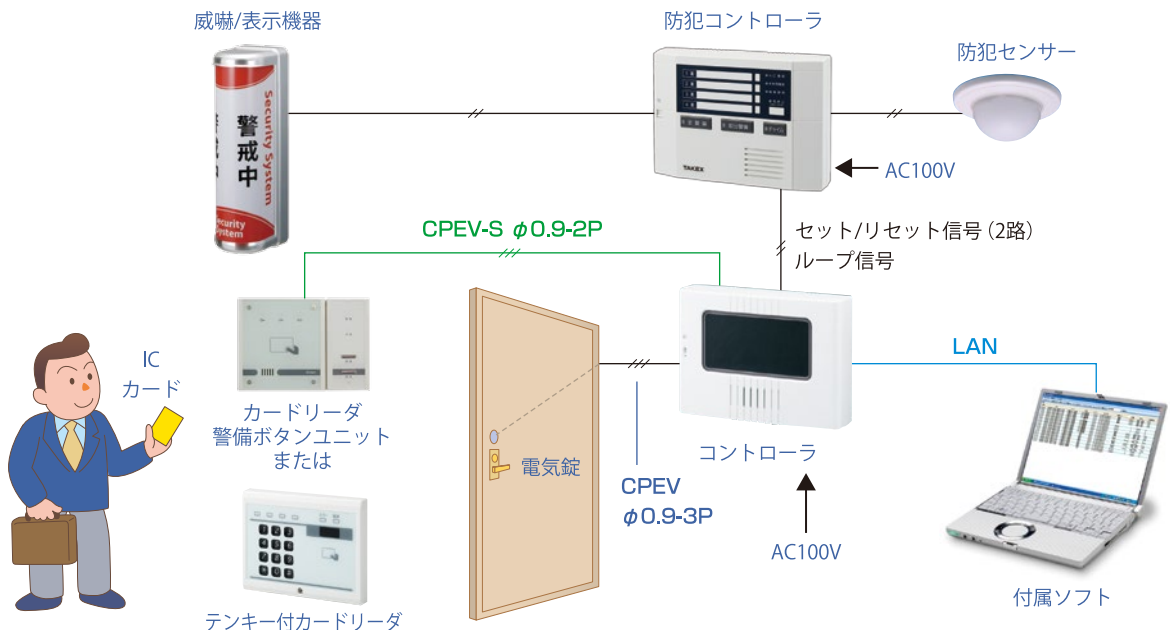 威嚇/表示機器
防犯コントローラ
防犯センサー
Security System
警戒中
Security
System
TAKEX
AC100V
セット/リセット信号（2路）
ループ信号
CPEV-S φ0.9-2P
IC
カード
カードリーダ
警備ボタンユニット
または
電気錠
CPEV
φ0.9-3P
コントローラ
AC100V
LAN
テンキー付カードリーダ
付属ソフト